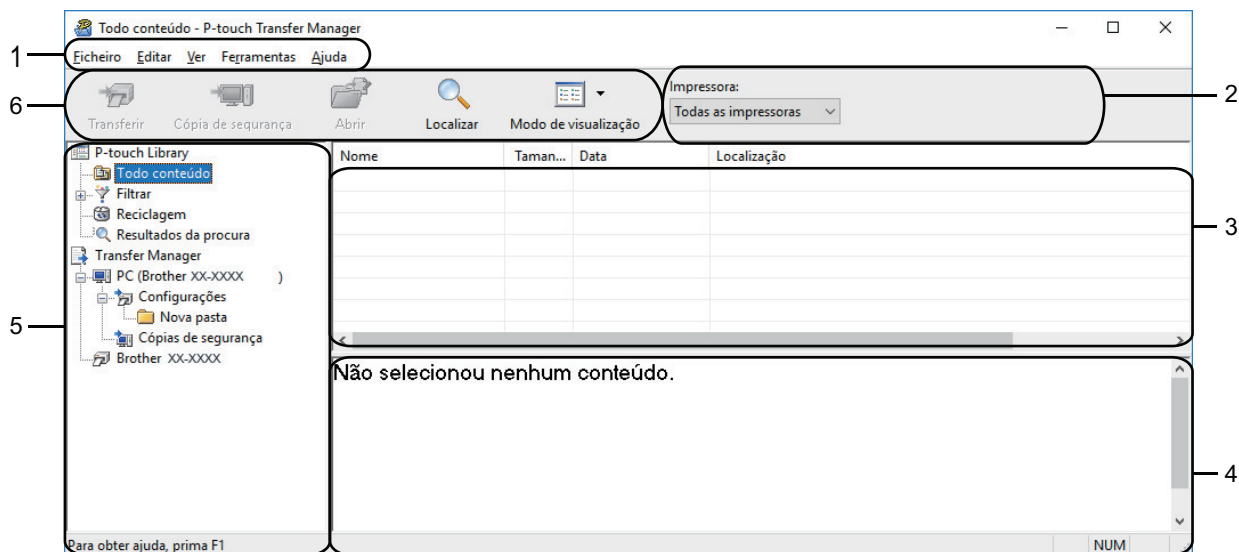 Todo conteúdo - P-touch Transfer Manager
1
Ficheiro Editar Ver Ferramentas Ajuda
6
Transferir Cópia de segurança Abrir Localizar Modo de visualização
Impressora:
Todas as impressoras
2
P-touch Library
Todo conteúdo
Filtrar
Reciclagem
Resultados da procura
Transfer Manager
PC (Brother XX-XXXX )
Configurações
Nova pasta
Cópias de segurança
Brother XX-XXXX
5
Nome Taman... Data Localização
3
Não selecionou nenhum conteúdo.
4
Para obter ajuda, prima F1
NUM